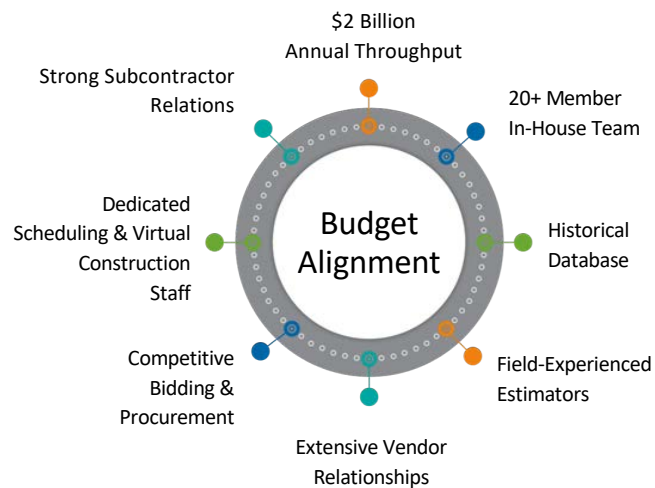 $2 Billion
Annual Throughput
20+ Member
In-House Team
Historical
Database
Field-Experienced
Estimators
Extensive Vendor
Relationships
Competitive
Bidding &
Procurement
Dedicated
Scheduling & Virtual
Construction
Staff
Strong Subcontractor
Relations
Budget
Alignment